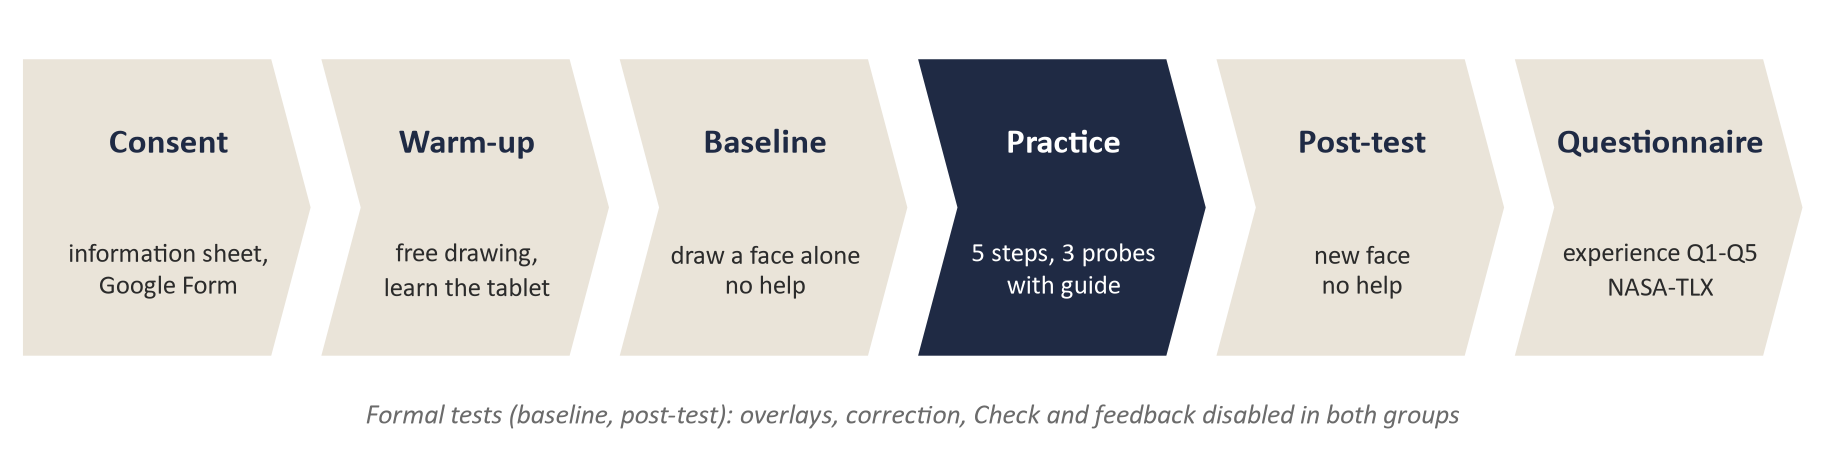 Consent
information sheet,
Google Form
Warm-up
free drawing,
learn the tablet
Baseline
draw a face alone
no help
Practice
5 steps, 3 probes
with guide
Post-test
new face
no help
Questionnaire
experience Q1-Q5
NASA-TLX
Formal tests (baseline, post-test): overlays, correction, Check and feedback disabled in both groups